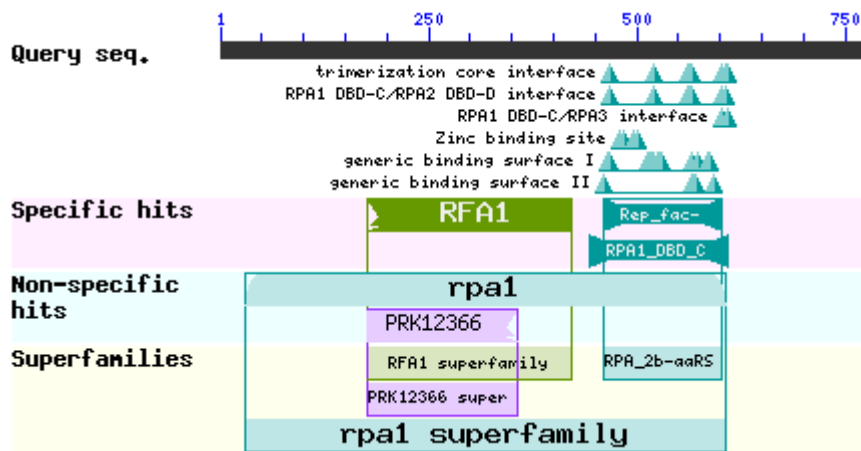 1 250 500 750
Query seq.
trimerization core interface
RPA1 DBD-C/RPA2 DBD-D interface
RPA1 DBD-C/RPA3 interface
Zinc binding site
generic binding surface I
generic binding surface II
Specific hits
RFA1
Rep_fac-
RPA1_DBD_C
Non-specific
hits
rpa1
PRK12366
Superfamilies
RFA1 superfamily
RPA_2b-aaRS
PRK12366 super
rpa1 superfamily